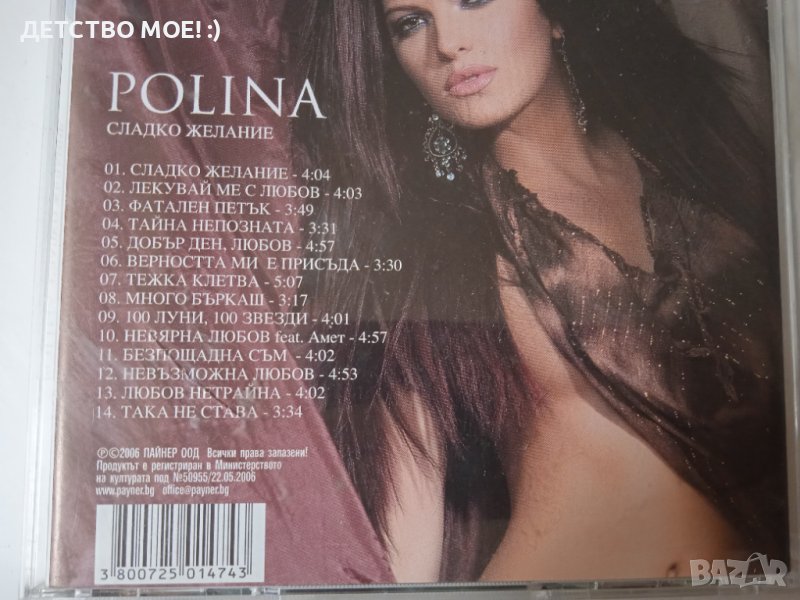 ДЕТСТВО МОЕ! :)
POLINA
СЛАДКО ЖЕЛАНИЕ
01. СЛАДКО ЖЕЛАНИЕ - 4:04
02. ЛЕКУВАЙ МЕ С ЛЮБОВ - 4:03
03. ФАТАЛЕН ПЕТЪК - 3:49
04. ТАЙНА НЕПОЗНАТА - 3:31
05. ДОБЪР ДЕН, ЛЮБОВ - 4:57
06. ВЕРНОСТТА МИ Е ПРИСЪДА - 3:30
07. ТЕЖКА КЛЕТВА - 5:07
08. МНОГО БЪРКАШ - 3:17
09. 100 ЛУНИ, 100 ЗВЕЗДИ - 4:01
10. НЕВЯРНА ЛЮБОВ feat. Амет - 4:57
11. БЕЗПОЩАДНА СЪМ - 4:02
12. НЕВЪЗМОЖНА ЛЮБОВ - 4:53
13. ЛЮБОВ НЕТРАЙНА - 4:02
14. ТАКА НЕ СТАВА - 3:34
℗©2006 ПАЙНЕР ООД Всички права запазени!
Продуктът е регистриран в Министерството
на културата под №50955/22.05.2006
www.payner.bg office@payner.bg
3 800725 014743
BAZAR